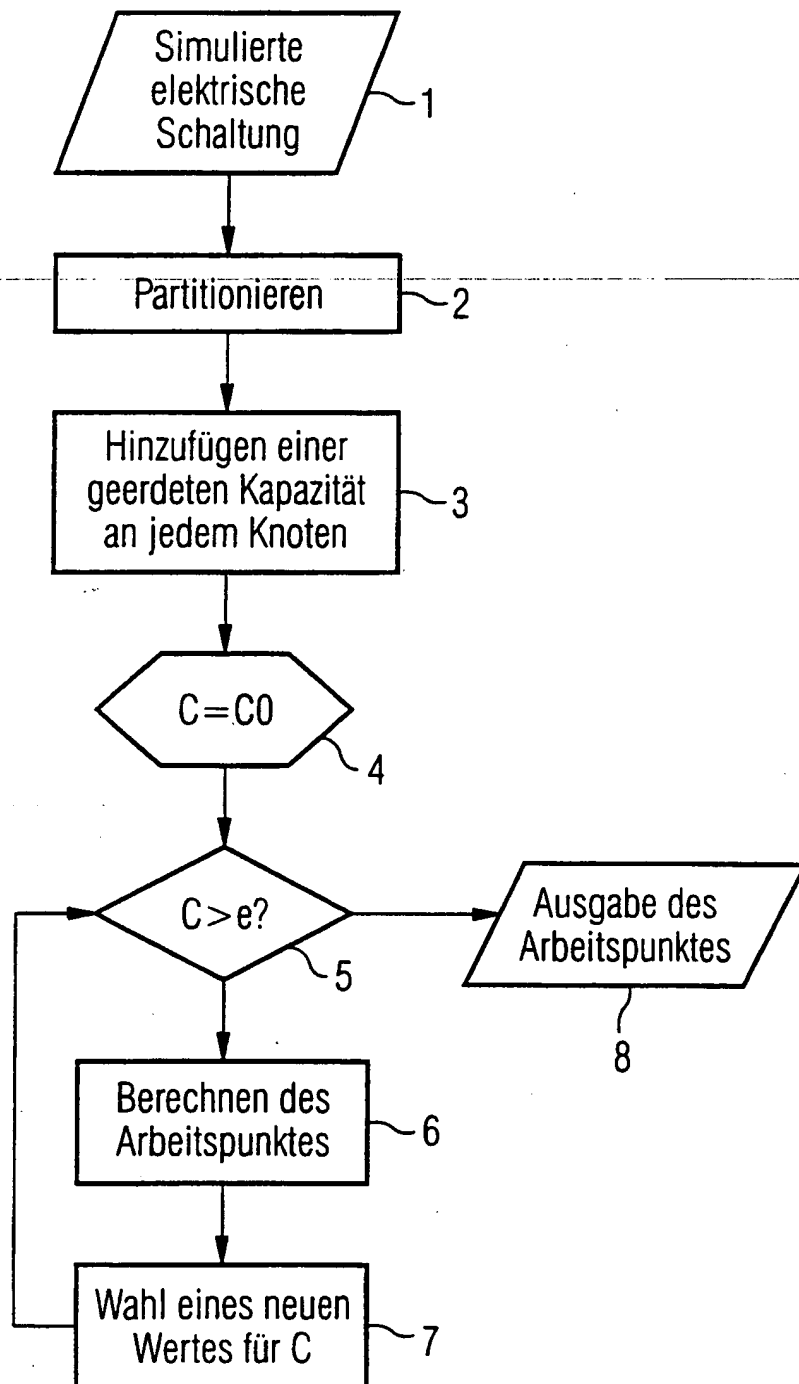 Simulierte
elektrische
Schaltung
1
Partitionieren
2
Hinzufügen einer
geerdeten Kapazität
an jedem Knoten
3
C=C0
4
C>e?
5
Ausgabe des
Arbeitspunktes
8
Berechnen des
Arbeitspunktes
6
Wahl eines neuen
Wertes für C
7